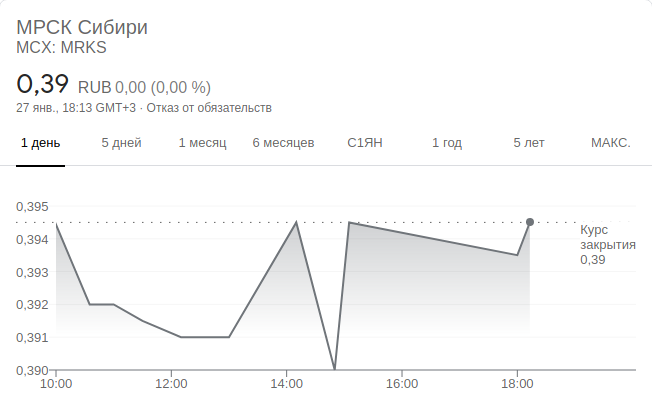 МРСК Сибири
MCX: MRKS
0,39 RUB 0,00 (0,00 %)
27 янв., 18:13 GMT+3 · Отказ от обязательств
1 день 5 дней 1 месяц 6 месяцев С1ЯН 1 год 5 лет МАКС.
0,395
0,394
Курс
закрытия
0,39
0,393
0,392
0,391
0,390
10:00 12:00 14:00 16:00 18:00